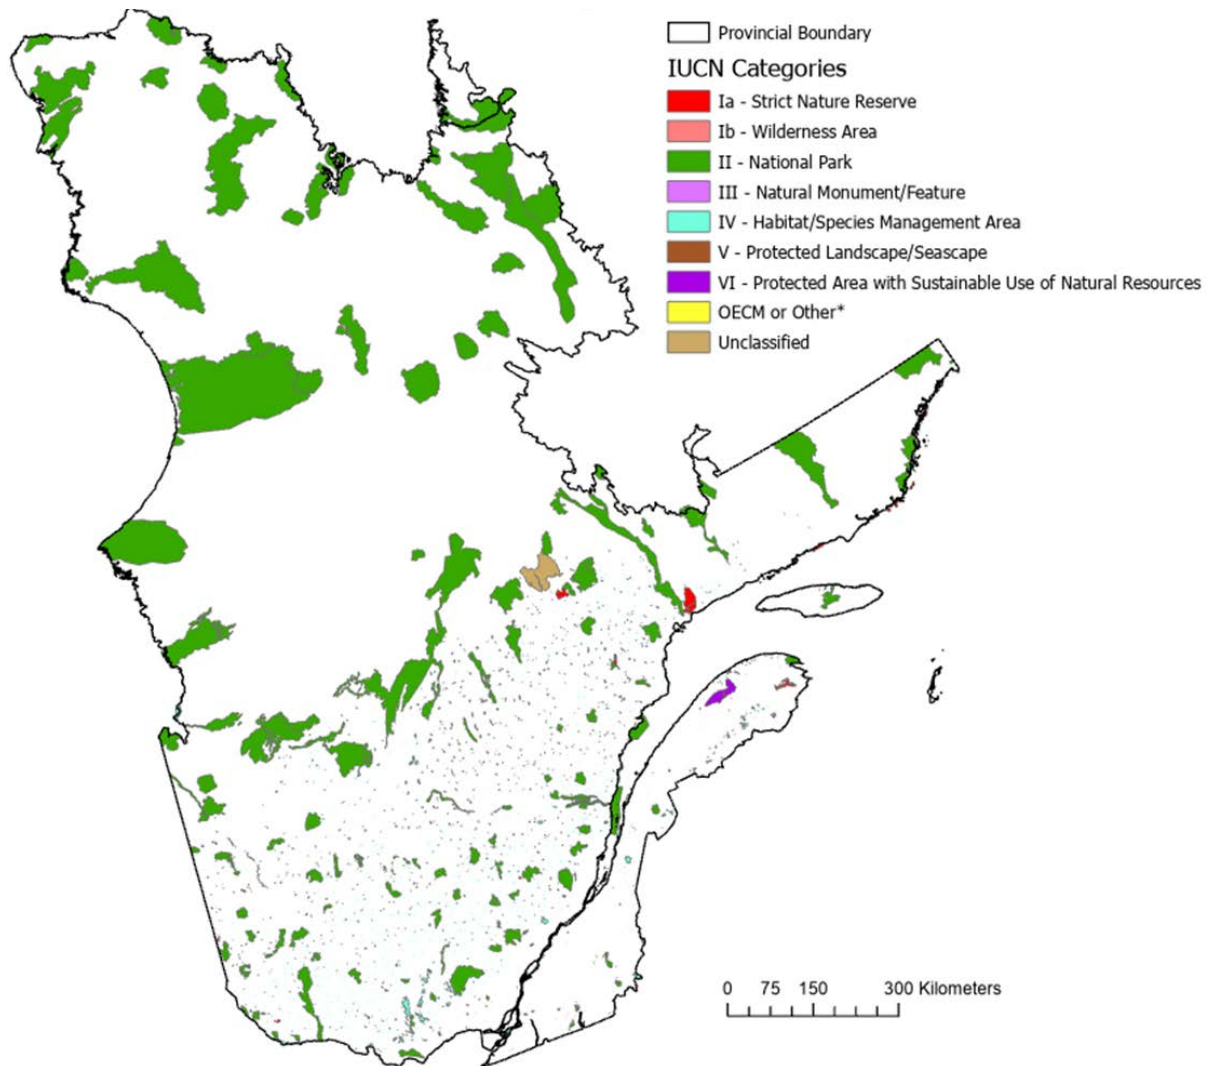 Provincial Boundary
IUCN Categories
Ia - Strict Nature Reserve
Ib - Wilderness Area
II - National Park
III - Natural Monument/Feature
IV - Habitat/Species Management Area
V - Protected Landscape/Seascape
VI - Protected Area with Sustainable Use of Natural Resources
OECM or Other*
Unclassified
0 75 150 300 Kilometers